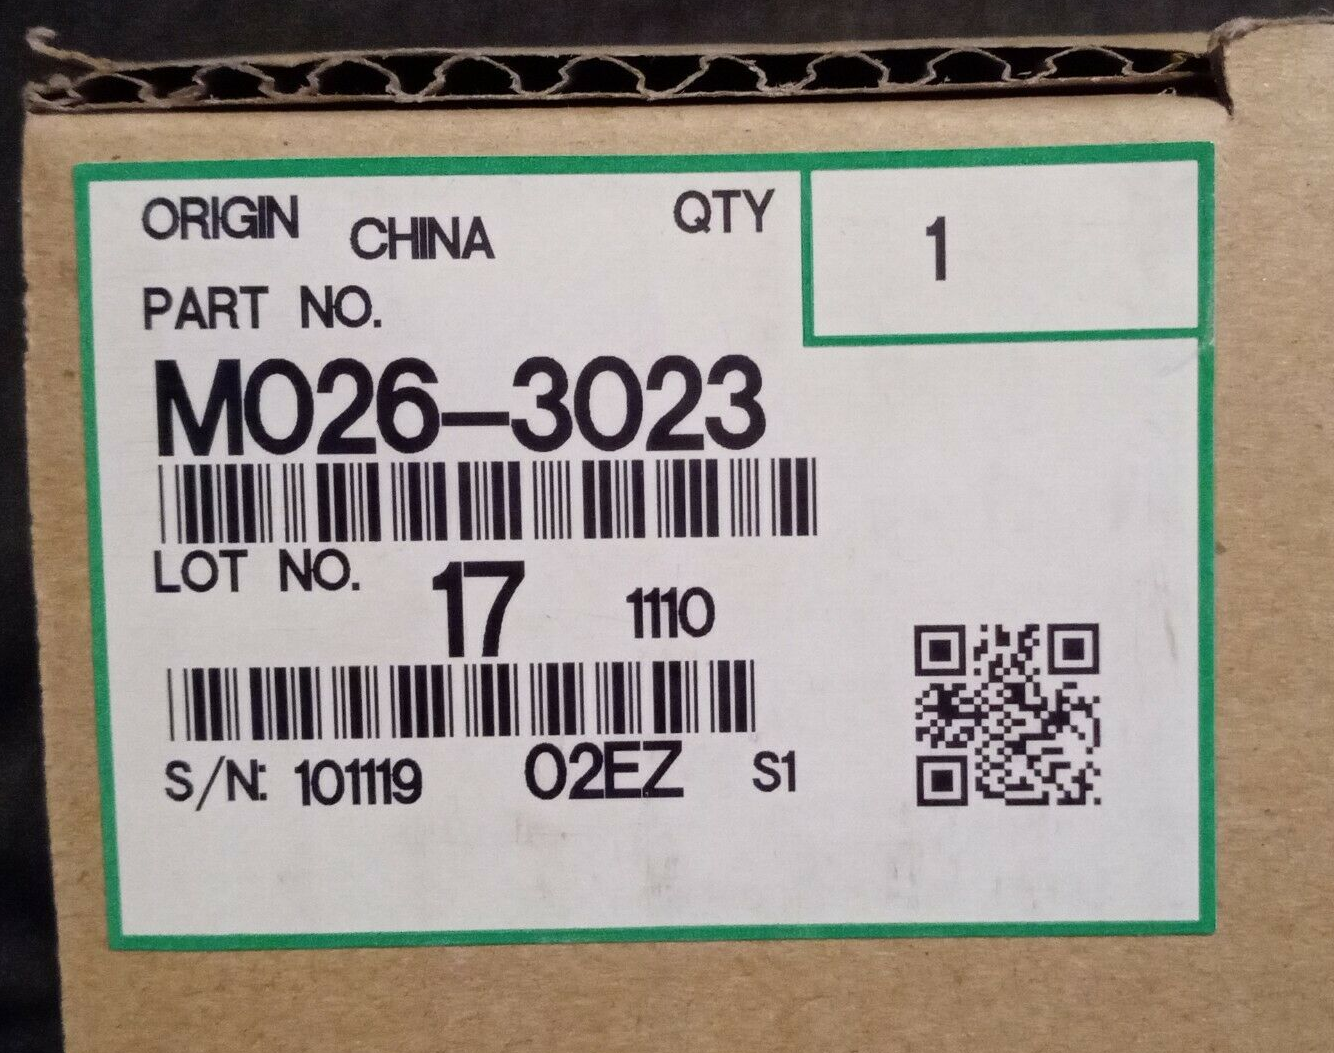 ORIGIN CHINA QTY 1
PART NO.
M026-3023
LOT NO. 17 1110
S/N: 101119 02EZ S1